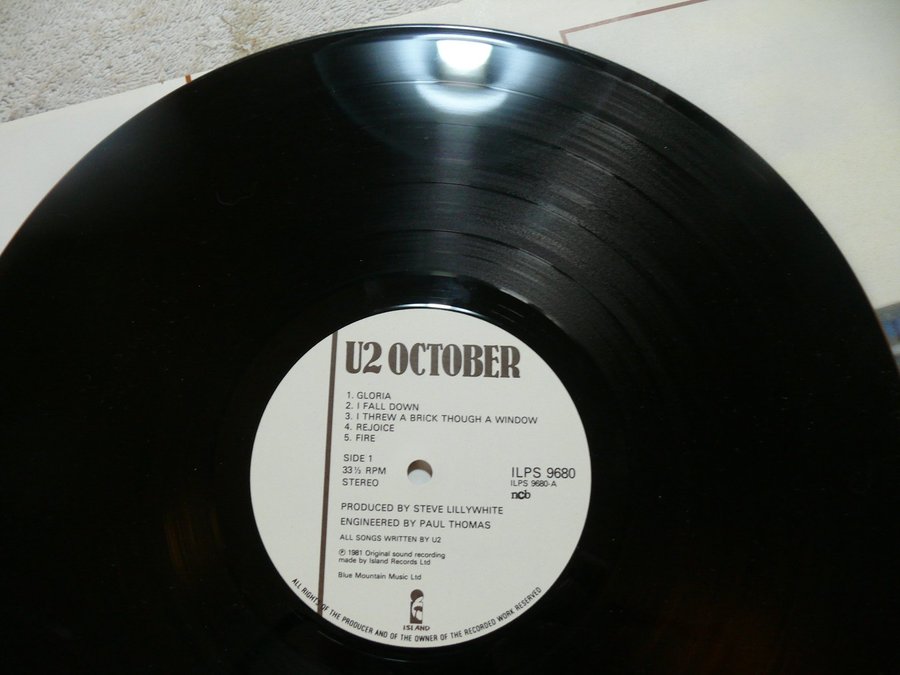 U2 OCTOBER
1. GLORIA
2. I FALL DOWN
3. I THREW A BRICK THOUGH A WINDOW
4. REJOICE
5. FIRE
SIDE 1
33⅓ RPM
STEREO
ILPS 9680
ILPS 9680-A
ncb
PRODUCED BY STEVE LILLYWHITE
ENGINEERED BY PAUL THOMAS
ALL SONGS WRITTEN BY U2
℗ 1981 Original sound recording
made by Island Records Ltd
Blue Mountain Music Ltd
ISLAND
ALL RIGHTS OF THE PRODUCER AND OF THE OWNER OF THE RECORDED WORK RESERVED